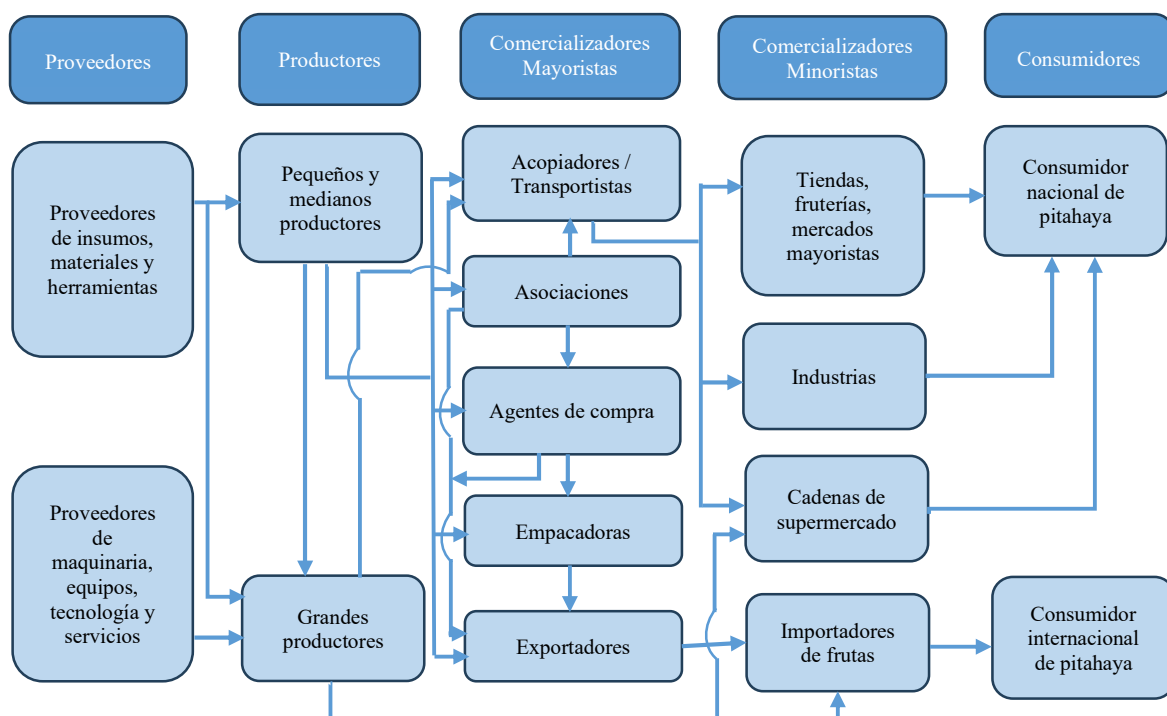 Proveedores
Productores
Comercializadores
Mayoristas
Comercializadores
Minoristas
Consumidores
Proveedores
de insumos,
materiales y
herramientas
Pequeños y
medianos
productores
Acopiadores /
Transportistas
Tiendas,
fruterías,
mercados
mayoristas
Consumidor
nacional de
pitahaya
Asociaciones
Agentes de compra
Industrias
Proveedores
de
maquinaria,
equipos,
tecnología y
servicios
Empacadoras
Cadenas de
supermercado
Grandes
productores
Exportadores
Importadores
de frutas
Consumidor
internacional
de pitahaya